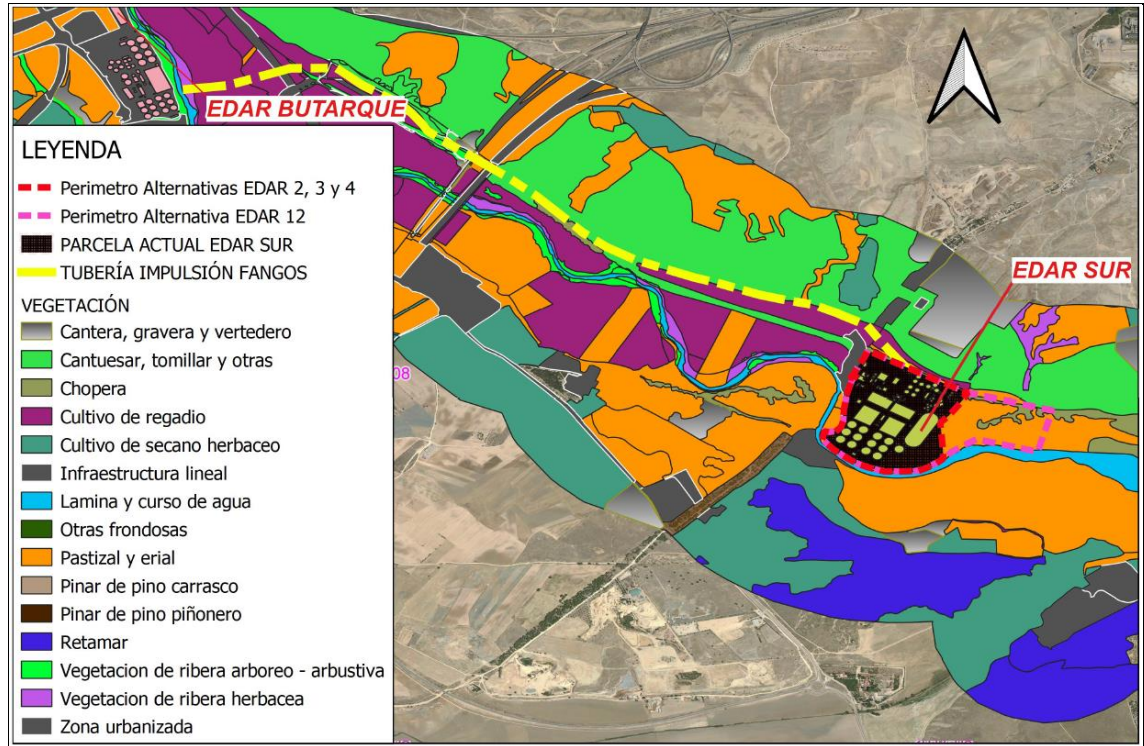 EDAR BUTARQUE
LEYENDA
Perimetro Alternativas EDAR 2, 3 y 4
Perimetro Alternativa EDAR 12
PARCELA ACTUAL EDAR SUR
TUBERÍA IMPULSIÓN FANGOS
VEGETACIÓN
Cantera, gravera y vertedero
Cantuesar, tomillar y otras
Chopera
Cultivo de regadio
Cultivo de secano herbaceo
Infraestructura lineal
Lamina y curso de agua
Otras frondosas
Pastizal y erial
Pinar de pino carrasco
Pinar de pino piñonero
Retamar
Vegetacion de ribera arboreo - arbustiva
Vegetacion de ribera herbacea
Zona urbanizada
EDAR SUR
08